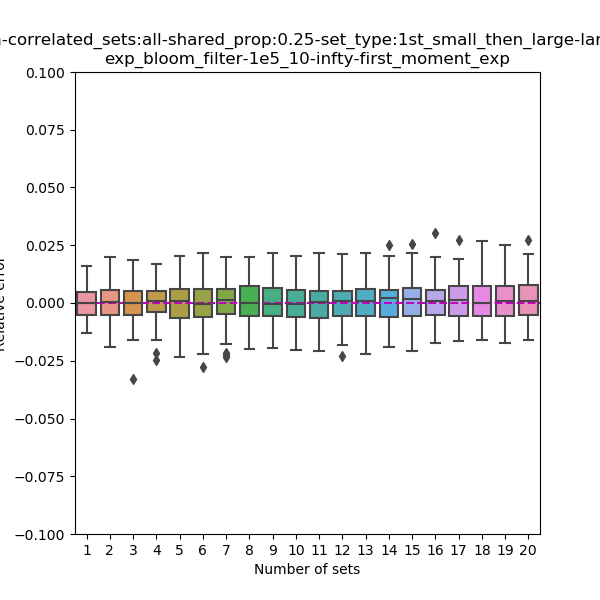 -correlated_sets:all-shared_prop:0.25-set_type:1st_small_then_large-lar
exp_bloom_filter-1e5_10-infty-first_moment_exp
0.100
0.075
0.050
0.025
0.000
−0.025
−0.050
−0.075
−0.100
1 2 3 4 5 6 7 8 9 10 11 12 13 14 15 16 17 18 19 20
Number of sets